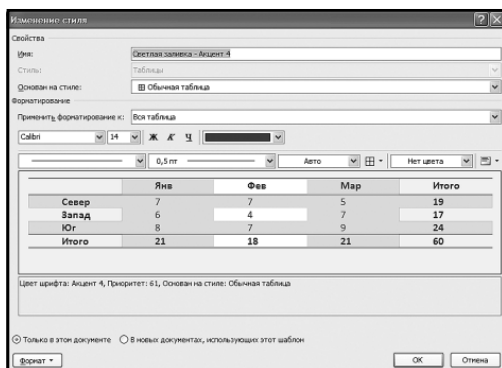 Изменение стиля
Свойства
Имя: Светлая заливка - Акцент 4
Стиль: Таблицы
Основан на стиле: Обычная таблица
Форматирование
Применить форматирование к: Вся таблица
Calibri 14 Ж К Ч
0,5 пт Авто Нет цвета
Янв Фев Мар Итого
Север 7 7 5 19
Запад 6 4 7 17
Юг 8 7 9 24
Итого 21 18 21 60
Цвет шрифта: Акцент 4, Приоритет: 61, Основан на стиле: Обычная таблица
Только в этом документе В новых документах, использующих этот шаблон
Формат ОК Отмена